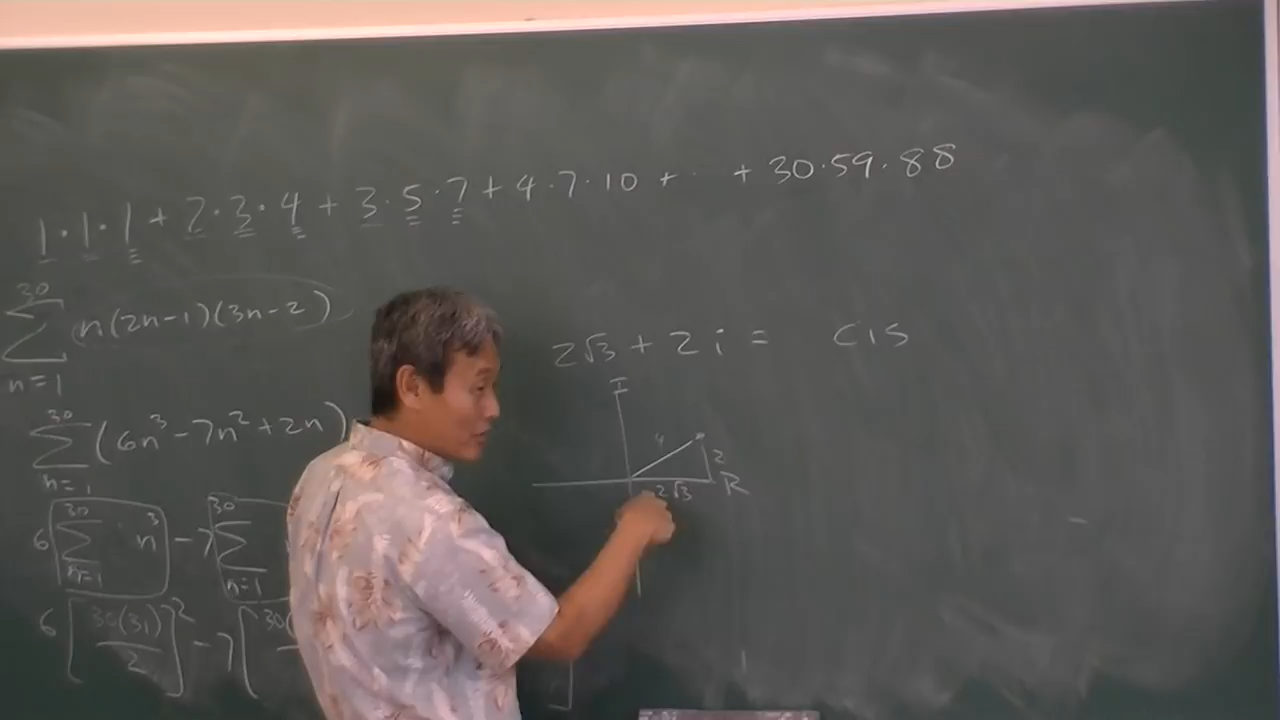 1·1·1 + 2·3·4 + 3·5·7 + 4·7·10 + ·· + 30·59·88
30
∑ n(2n-1)(3n-2)
n=1
2√3 + 2i = cis
I
4
2
2√3
R
30
∑ (6n³-7n²+2n)
n=1
30 30
6 ∑ n³ - 7 ∑
n=1 n=1
6 [30(31)/2]² - 7 [30(